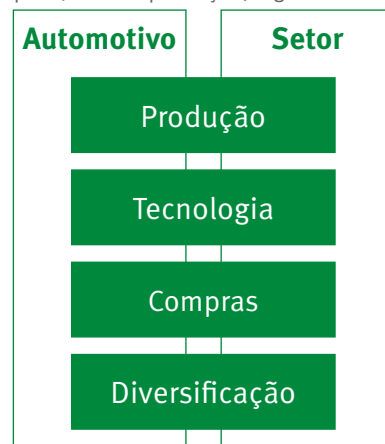 Automotivo Setor
Produção
Tecnologia
Compras
Diversificação